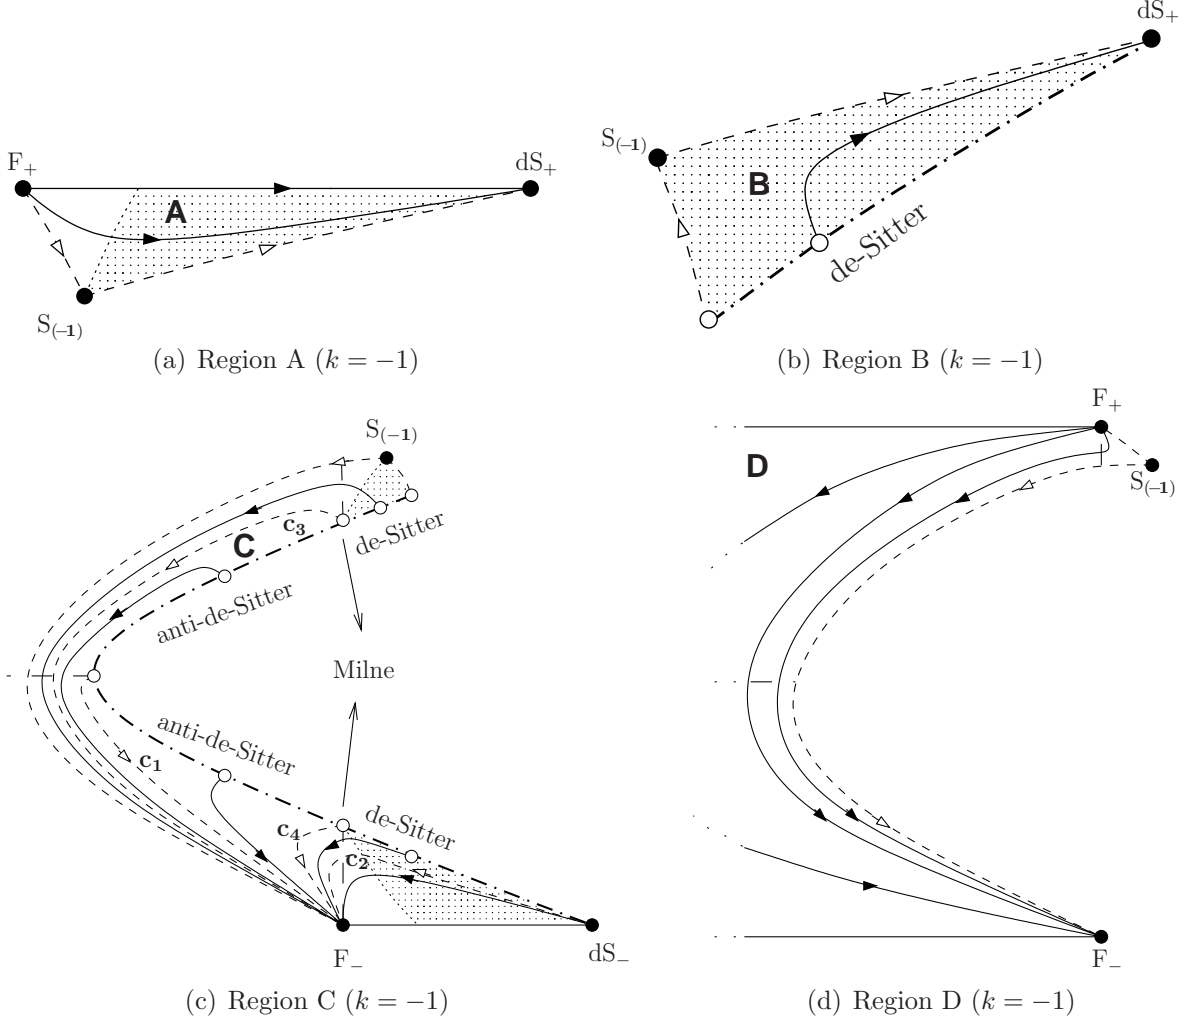 dS₊
F₊
dS₊
S₍₋₁₎
A
B
S₍₋₁₎
de-Sitter
(a) Region A (k = −1)
(b) Region B (k = −1)
S₍₋₁₎
F₊
D
S₍₋₁₎
c₃
C
de-Sitter
anti-de-Sitter
Milne
anti-de-Sitter
c₁
de-Sitter
c₄
c₂
F₋
dS₋
F₋
(c) Region C (k = −1)
(d) Region D (k = −1)